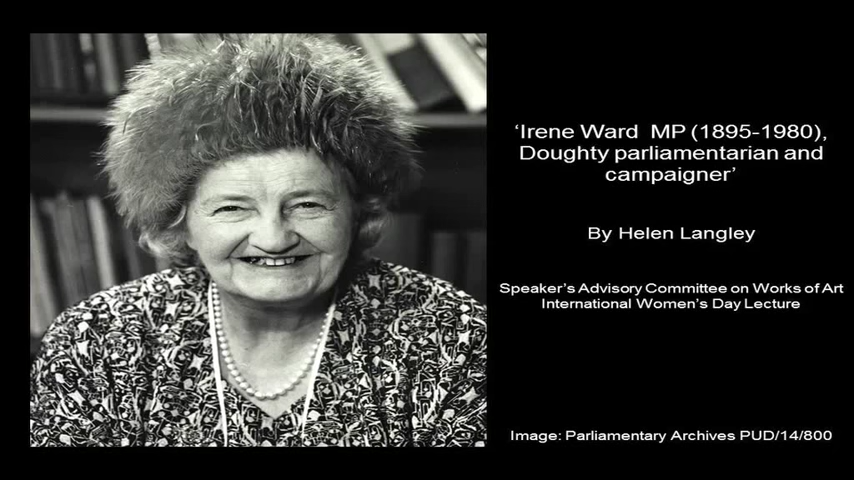 ‘Irene Ward MP (1895-1980),
Doughty parliamentarian and
campaigner’
By Helen Langley
Speaker’s Advisory Committee on Works of Art
International Women’s Day Lecture
Image: Parliamentary Archives PUD/14/800